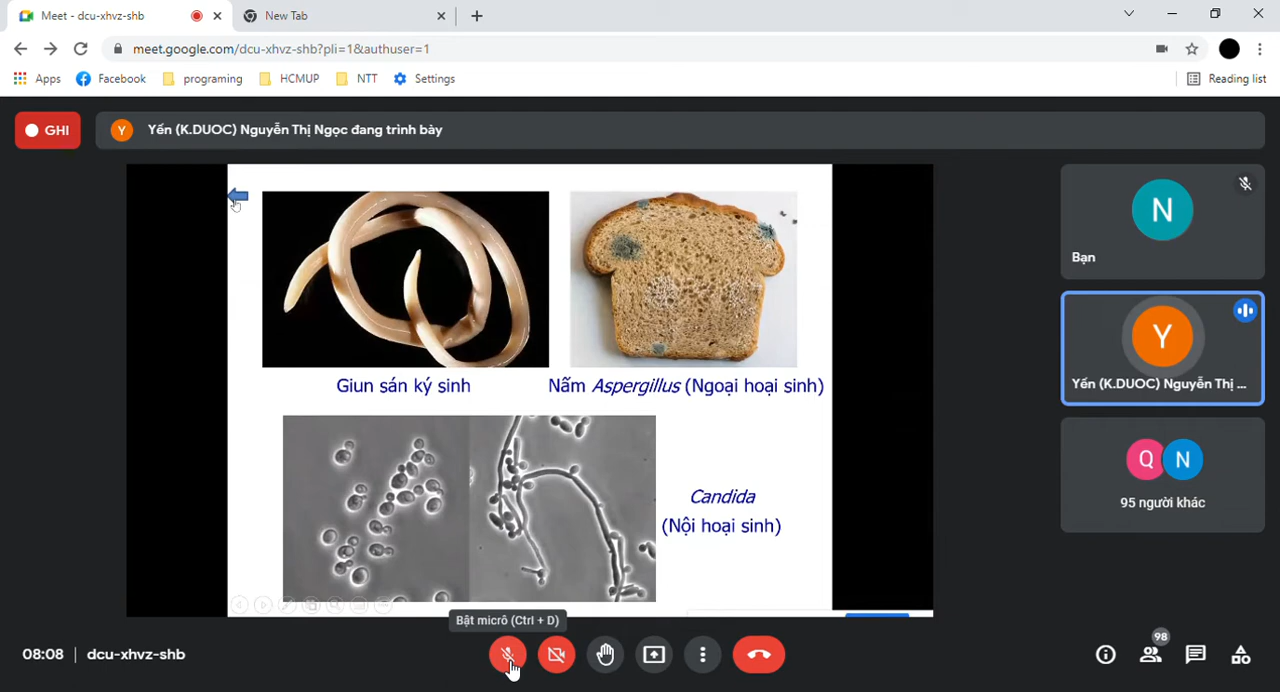 Meet - dcu-xhvz-shb
New Tab
meet.google.com/dcu-xhvz-shb?pli=1&authuser=1
Apps
Facebook
programing
HCMUP
NTT
Settings
Reading list
GHI
Y
Yến (K.DUOC) Nguyễn Thị Ngọc đang trình bày
N
Bạn
Giun sán ký sinh
Nấm Aspergillus (Ngoại hoại sinh)
Y
Yến (K.DUOC) Nguyễn Thị ...
Candida
(Nội hoại sinh)
Q
N
95 người khác
Bật micrô (Ctrl + D)
08:08
dcu-xhvz-shb
98